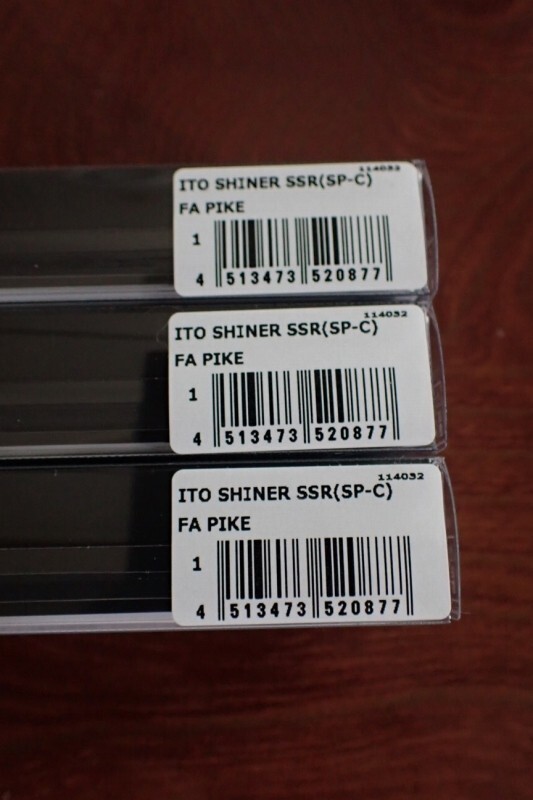 114032
ITO SHINER SSR(SP-C)
FA PIKE
1
4 513473 520877
114032
ITO SHINER SSR(SP-C)
FA PIKE
1
4 513473 520877
114032
ITO SHINER SSR(SP-C)
FA PIKE
1
4 513473 520877